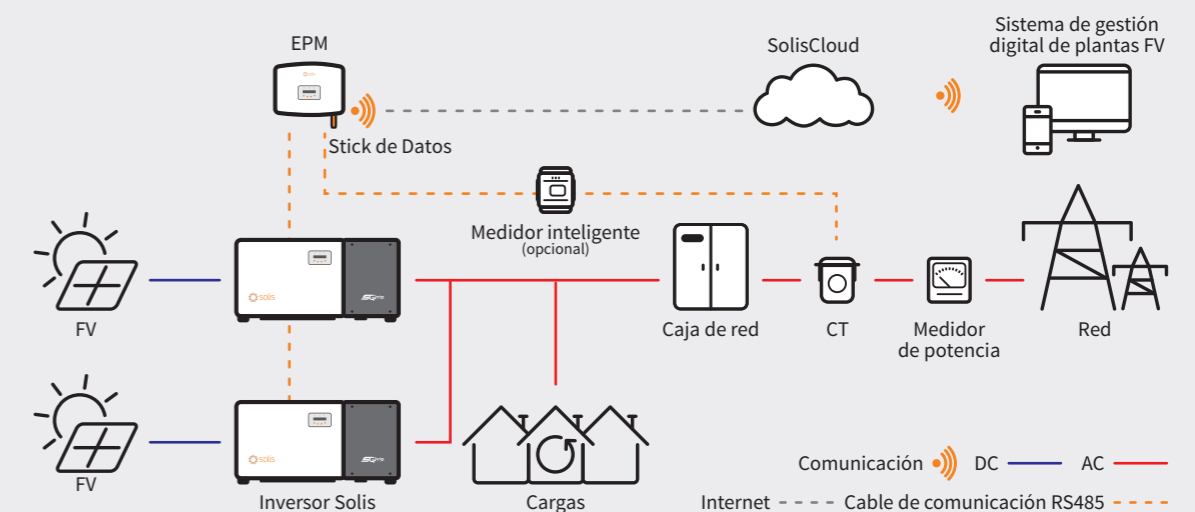 Sistema de gestión
digital de plantas FV
EPM
SolisCloud
Stick de Datos
Medidor inteligente
(opcional)
solis
FV
Caja de red
CT
Medidor
de potencia
Red
solis
FV
Inversor Solis
Cargas
Comunicación
DC
AC
Internet
Cable de comunicación RS485